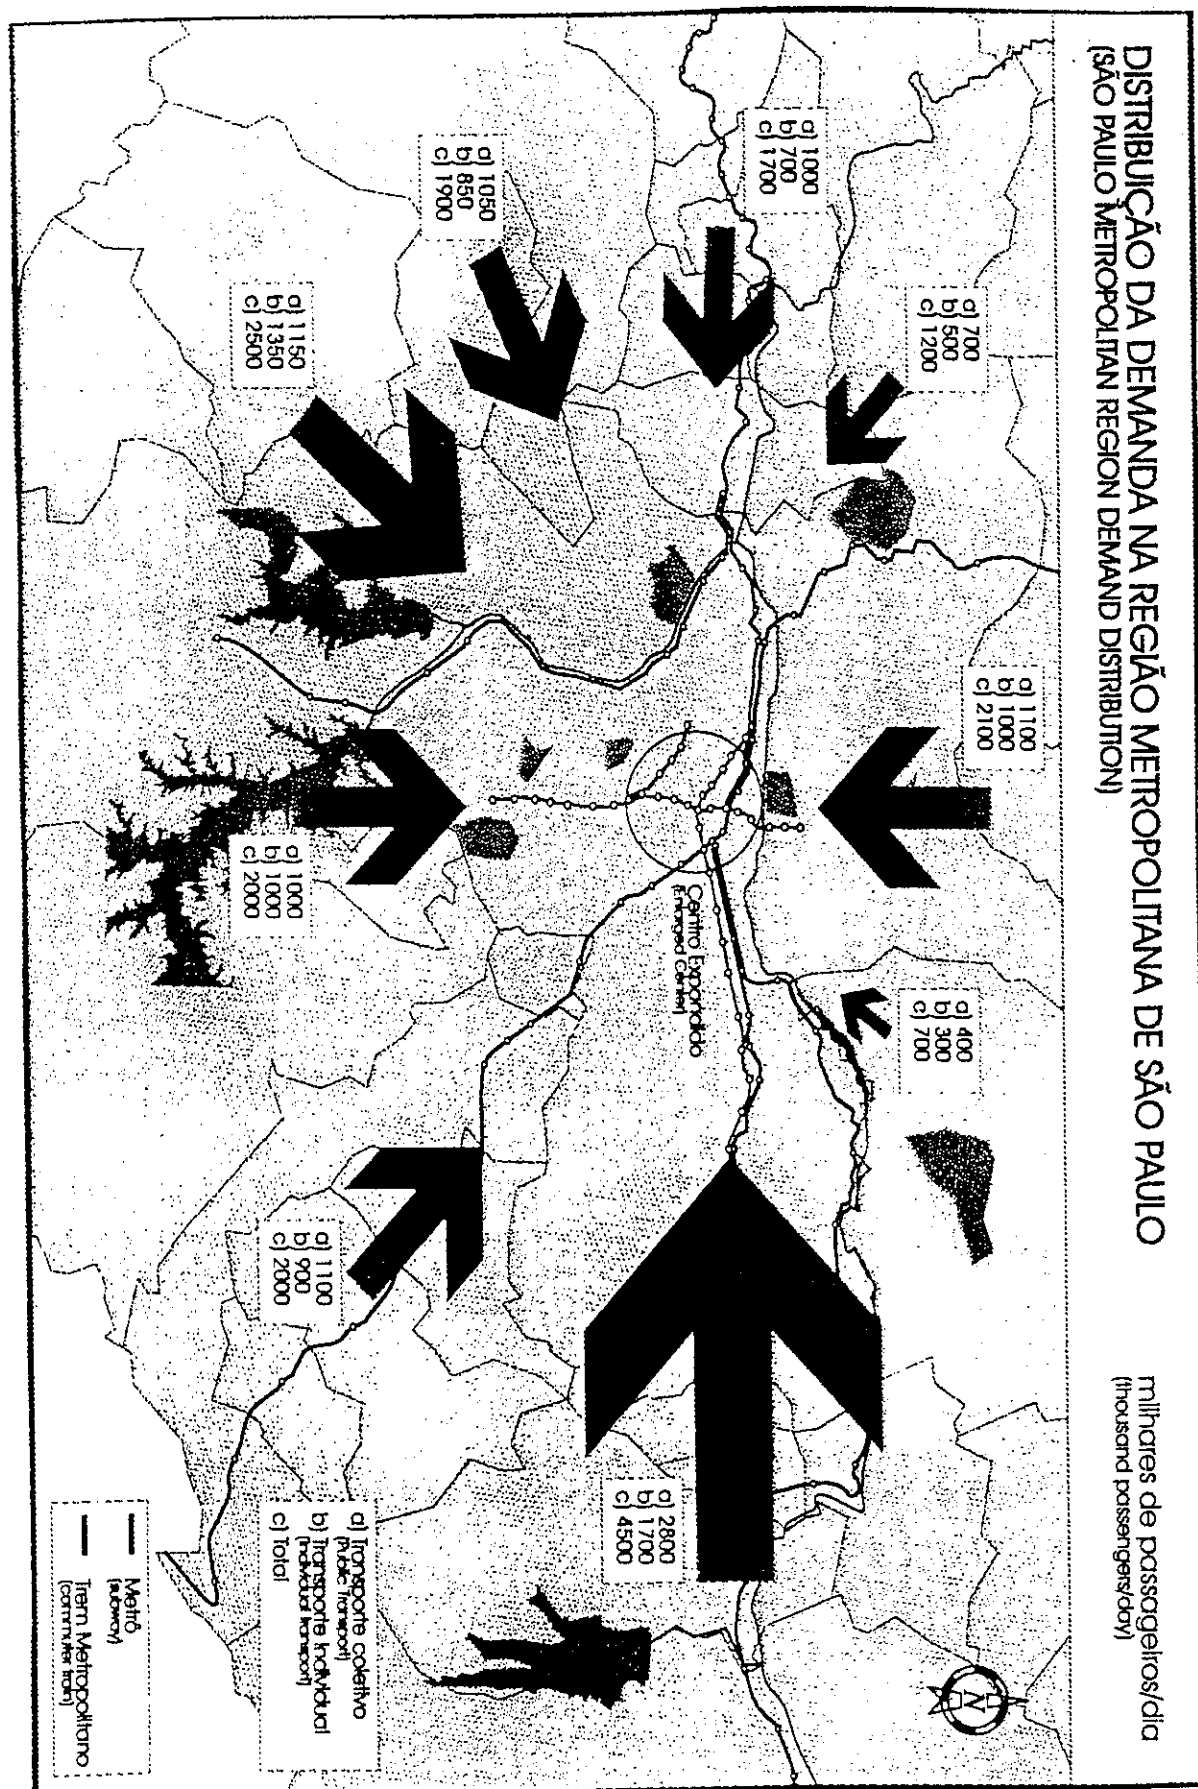 DISTRIBUIÇÃO DA DEMANDA NA REGIÃO METROPOLITANA DE SÃO PAULO
(SÃO PAULO METROPOLITAN REGION DEMAND DISTRIBUTION)
milhares de passageiros/dia
(thousand passengers/day)
a) 700
b) 500
c) 1200
a) 1100
b) 1000
c) 2100
a) 400
b) 300
c) 700
N
a) 1000
b) 700
c) 1700
Centro Expandido
(Enlarged Center)
a) 2800
b) 1700
c) 4500
a) 1050
b) 850
c) 1900
a) 1150
b) 1350
c) 2500
a) 1000
b) 1000
c) 2000
a) 1100
b) 900
c) 2000
a) Transporte coletivo
(Public Transport)
b) Transporte Individual
(Individual transport)
c) Total
Metrô
(subway)
Trem Metropolitano
(commuter train)